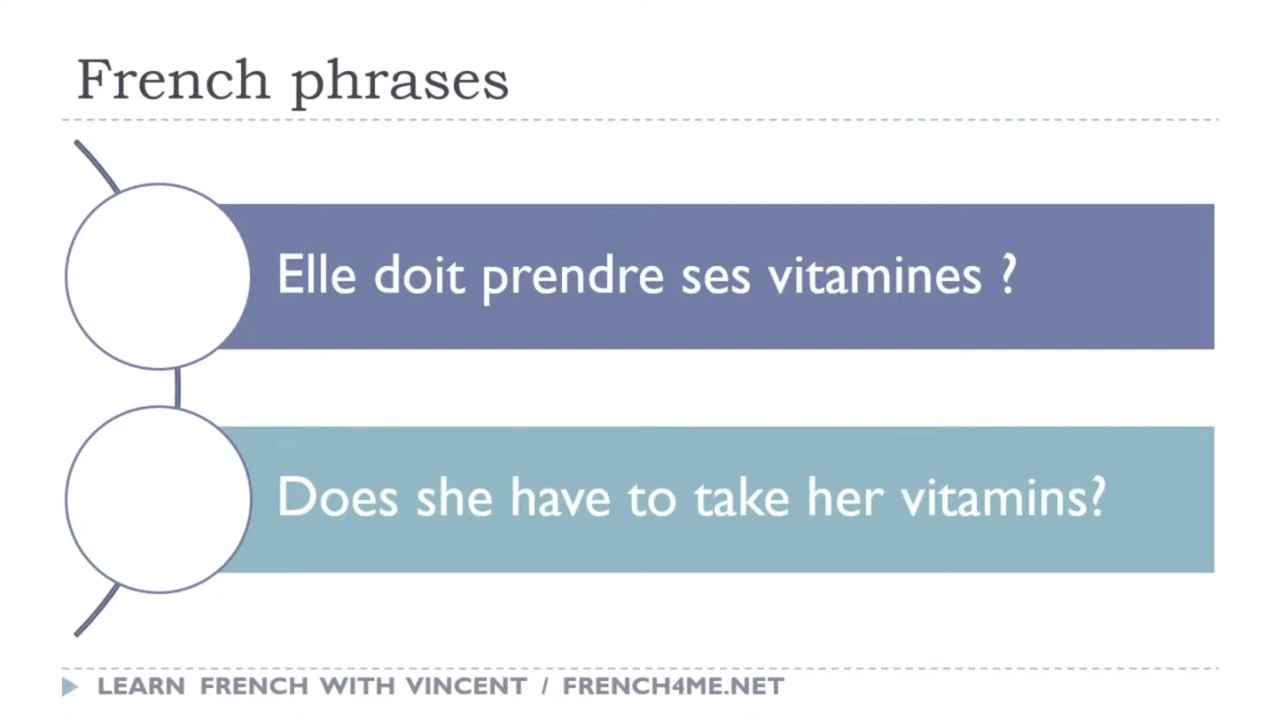 French phrases
Elle doit prendre ses vitamines ?
Does she have to take her vitamins?
LEARN FRENCH WITH VINCENT / FRENCH4ME.NET